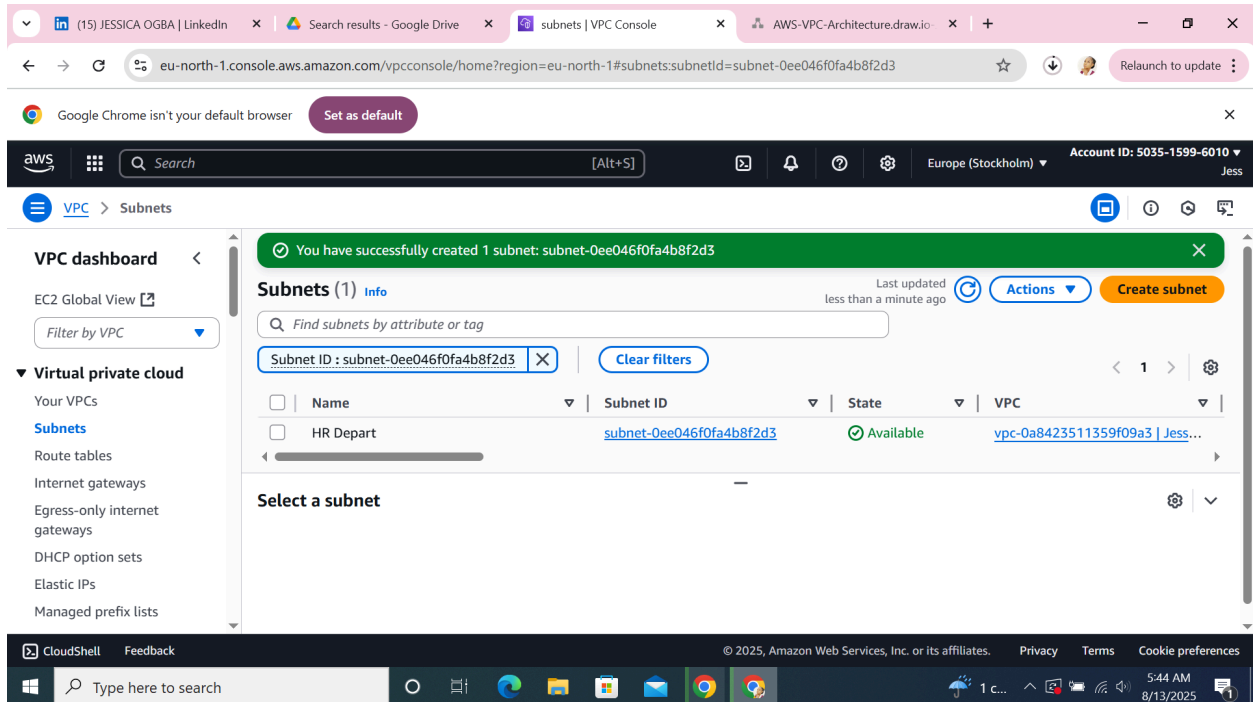 (15) JESSICA OGBA | LinkedIn
Search results - Google Drive
subnets | VPC Console
AWS-VPC-Architecture.draw.io-
eu-north-1.console.aws.amazon.com/vpcconsole/home?region=eu-north-1#subnets:subnetId=subnet-0ee046f0fa4b8f2d3
Relaunch to update
Google Chrome isn't your default browser
Set as default
aws
Search
[Alt+S]
Europe (Stockholm)
Account ID: 5035-1599-6010
Jess
VPC > Subnets
VPC dashboard
EC2 Global View
Filter by VPC
Virtual private cloud
Your VPCs
Subnets
Route tables
Internet gateways
Egress-only internet
gateways
DHCP option sets
Elastic IPs
Managed prefix lists
You have successfully created 1 subnet: subnet-0ee046f0fa4b8f2d3
Subnets (1) Info
Last updated
less than a minute ago
Actions
Create subnet
Find subnets by attribute or tag
Subnet ID : subnet-0ee046f0fa4b8f2d3
Clear filters
1
Name
Subnet ID
State
VPC
HR Depart
subnet-0ee046f0fa4b8f2d3
Available
vpc-0a8423511359f09a3 | Jess...
Select a subnet
CloudShell
Feedback
© 2025, Amazon Web Services, Inc. or its affiliates.
Privacy
Terms
Cookie preferences
Type here to search
1 c...
5:44 AM
8/13/2025
1